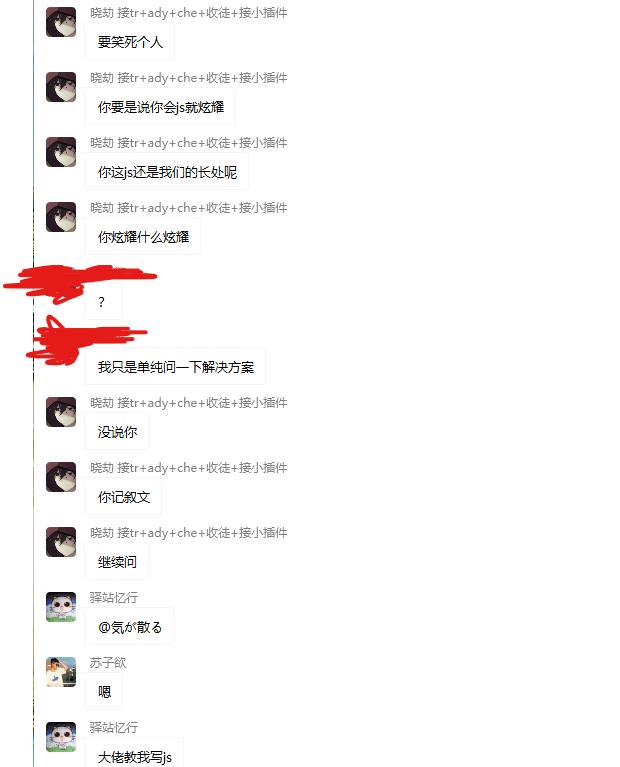 晓劫 接tr+ady+che+收徒+接小插件
要笑死个人
晓劫 接tr+ady+che+收徒+接小插件
你要是说你会js就炫耀
晓劫 接tr+ady+che+收徒+接小插件
你这js还是我们的长处呢
晓劫 接tr+ady+che+收徒+接小插件
你炫耀什么炫耀
?
我只是单纯问一下解决方案
晓劫 接tr+ady+che+收徒+接小插件
没说你
晓劫 接tr+ady+che+收徒+接小插件
你记叙文
晓劫 接tr+ady+che+收徒+接小插件
继续问
驿站忆行
@気が散る
苏子欲
嗯
驿站忆行
大佬教我写js